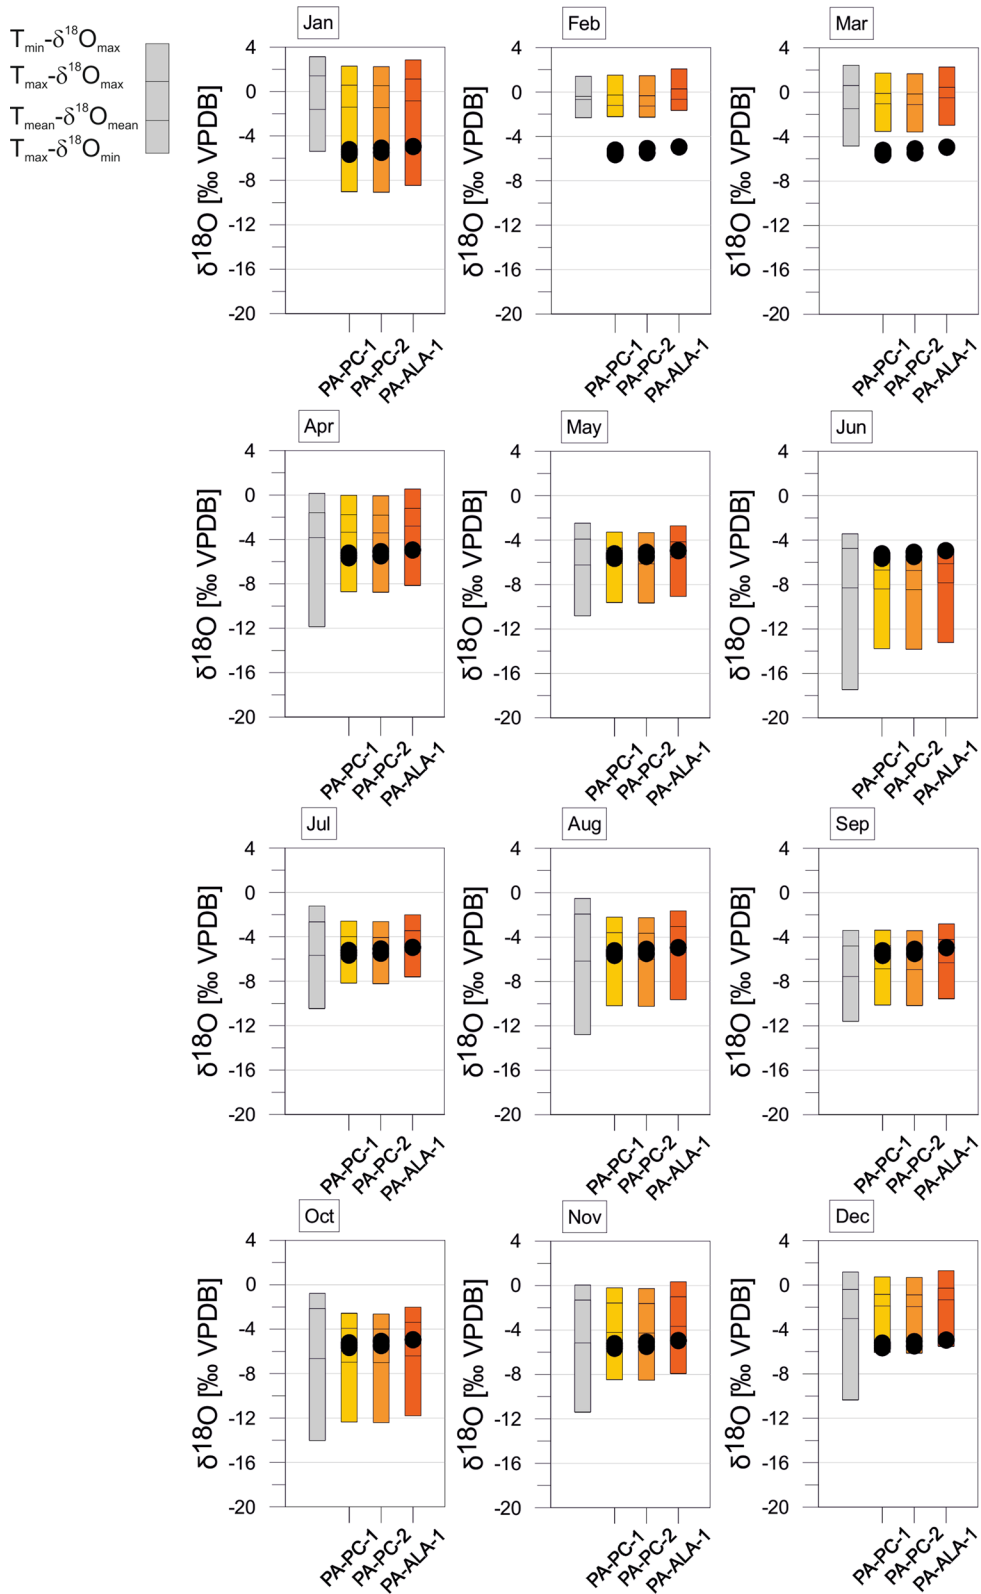 Tmin-δ18Omax
Tmax-δ18Omax
Tmean-δ18Omean
Tmax-δ18Omin
Jan
δ18O [‰ VPDB]
4
0
-4
-8
-12
-16
-20
PA-PC-1
PA-PC-2
PA-ALA-1
Feb
δ18O [‰ VPDB]
4
0
-4
-8
-12
-16
-20
PA-PC-1
PA-PC-2
PA-ALA-1
Mar
δ18O [‰ VPDB]
4
0
-4
-8
-12
-16
-20
PA-PC-1
PA-PC-2
PA-ALA-1
Apr
δ18O [‰ VPDB]
4
0
-4
-8
-12
-16
-20
PA-PC-1
PA-PC-2
PA-ALA-1
May
δ18O [‰ VPDB]
4
0
-4
-8
-12
-16
-20
PA-PC-1
PA-PC-2
PA-ALA-1
Jun
δ18O [‰ VPDB]
4
0
-4
-8
-12
-16
-20
PA-PC-1
PA-PC-2
PA-ALA-1
Jul
δ18O [‰ VPDB]
4
0
-4
-8
-12
-16
-20
PA-PC-1
PA-PC-2
PA-ALA-1
Aug
δ18O [‰ VPDB]
4
0
-4
-8
-12
-16
-20
PA-PC-1
PA-PC-2
PA-ALA-1
Sep
δ18O [‰ VPDB]
4
0
-4
-8
-12
-16
-20
PA-PC-1
PA-PC-2
PA-ALA-1
Oct
δ18O [‰ VPDB]
4
0
-4
-8
-12
-16
-20
PA-PC-1
PA-PC-2
PA-ALA-1
Nov
δ18O [‰ VPDB]
4
0
-4
-8
-12
-16
-20
PA-PC-1
PA-PC-2
PA-ALA-1
Dec
δ18O [‰ VPDB]
4
0
-4
-8
-12
-16
-20
PA-PC-1
PA-PC-2
PA-ALA-1